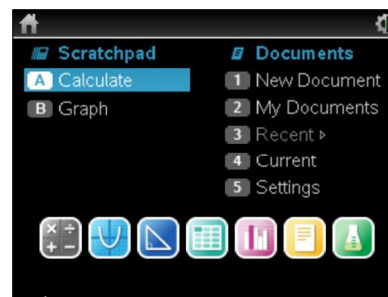 Scratchpad
A Calculate
B Graph
Documents
1 New Document
2 My Documents
3 Recent ▹
4 Current
5 Settings